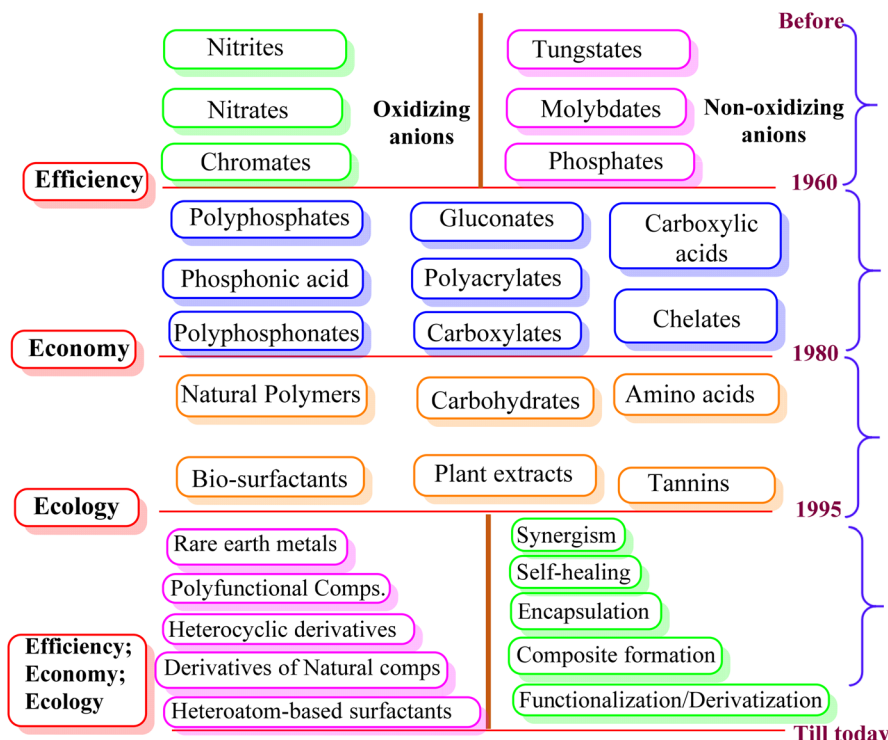 Before
Nitrites
Tungstates
Nitrates
Oxidizing
anions
Molybdates
Non-oxidizing
anions
Chromates
Phosphates
Efficiency
1960
Polyphosphates
Gluconates
Carboxylic
acids
Phosphonic acid
Polyacrylates
Polyphosphonates
Carboxylates
Chelates
Economy
1980
Natural Polymers
Carbohydrates
Amino acids
Bio-surfactants
Plant extracts
Tannins
Ecology
1995
Rare earth metals
Synergism
Polyfunctional Comps.
Self-healing
Heterocyclic derivatives
Encapsulation
Efficiency;
Economy;
Ecology
Derivatives of Natural comps
Composite formation
Heteroatom-based surfactants
Functionalization/Derivatization
Till today